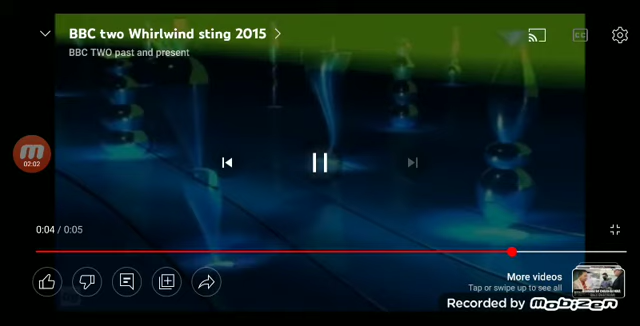 BBC two Whirlwind sting 2015
BBC TWO past and present
CC
02:02
0:04 / 0:05
More videos
Tap or swipe up to see all
Recorded by mobizen